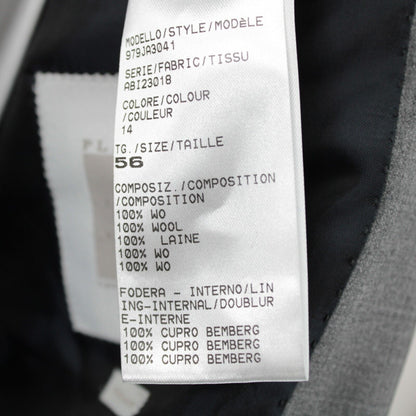 MODELLO/STYLE/MODÈLE
979JA3041
SERIE/FABRIC/TISSU
ABI23018
COLORE/COLOUR
/COULEUR
14
TG./SIZE/TAILLE
56
COMPOSIZ./COMPOSITION
/COMPOSITION
100% WO
100% WOOL
100% LAINE
100% WO
100% WO
FODERA - INTERNO/LIN
ING-INTERNAL/DOUBLUR
E-INTERNE
100% CUPRO BEMBERG
100% CUPRO BEMBERG
100% CUPRO BEMBERG